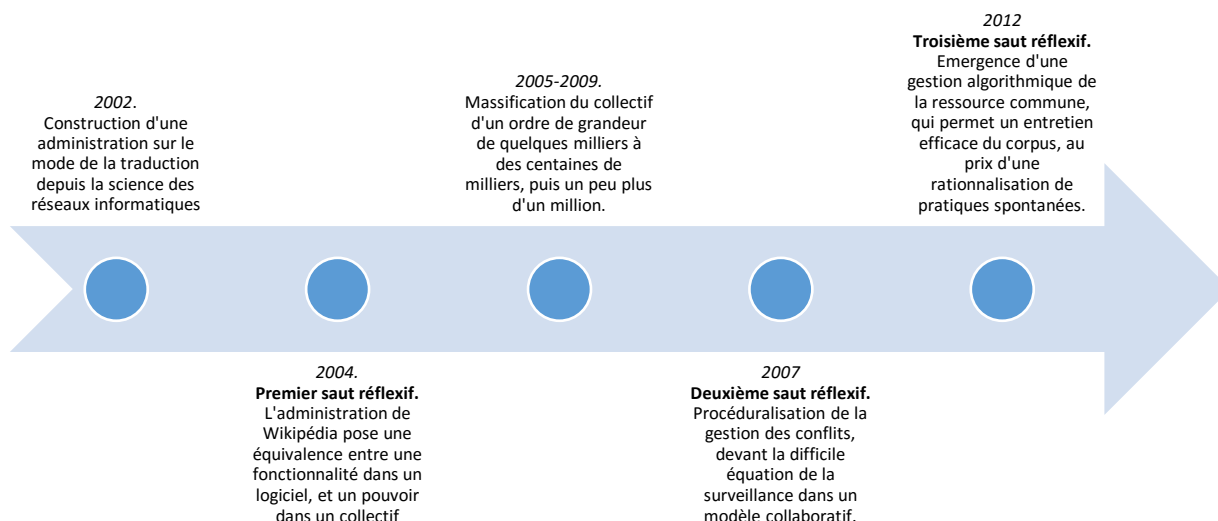 2002.
Construction d'une
administration sur le
mode de la traduction
depuis la science des
réseaux informatiques
2004.
Premier saut réflexif.
L'administration de
Wikipédia pose une
équivalence entre une
fonctionnalité dans un
logiciel, et un pouvoir
dans un collectif
2005-2009.
Massification du collectif
d'un ordre de grandeur
de quelques milliers à
des centaines de
milliers, puis un peu plus
d'un million.
2007
Deuxième saut réflexif.
Procéduralisation de la
gestion des conflits,
devant la difficile
équation de la
surveillance dans un
modèle collaboratif.
2012
Troisième saut réflexif.
Emergence d'une
gestion algorithmique de
la ressource commune,
qui permet un entretien
efficace du corpus, au
prix d'une
rationnalisation de
pratiques spontanées.